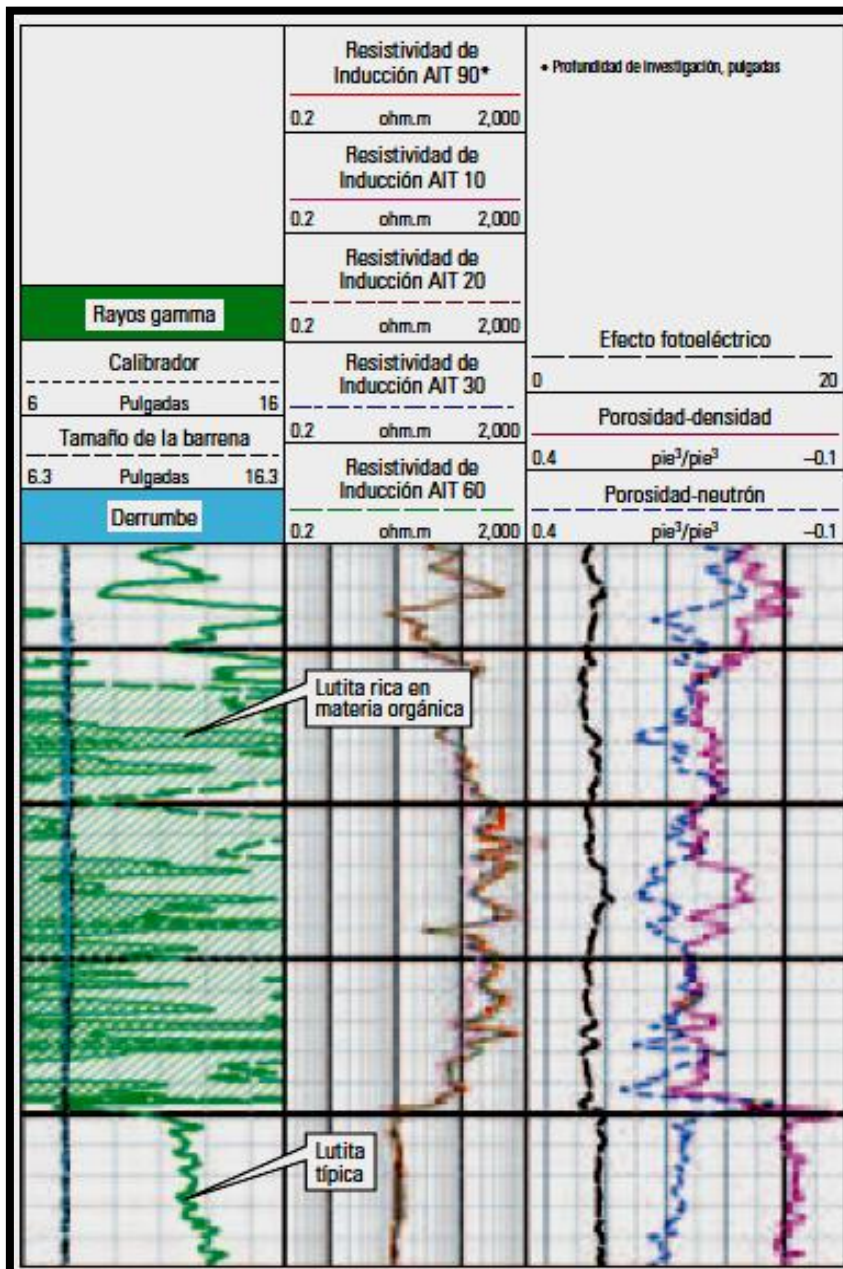 Rayos gamma
Calibrador
6 Pulgadas 16
Tamaño de la barrena
6.3 Pulgadas 16.3
Derrumbe
Resistividad de
Inducción AIT 90*
0.2 ohm.m 2,000
Resistividad de
Inducción AIT 10
0.2 ohm.m 2,000
Resistividad de
Inducción AIT 20
0.2 ohm.m 2,000
Resistividad de
Inducción AIT 30
0.2 ohm.m 2,000
Resistividad de
Inducción AIT 60
0.2 ohm.m 2,000
* Profundidad de investigación, pulgadas
Efecto fotoeléctrico
0 20
Porosidad-densidad
0.4 pie³/pie³ –0.1
Porosidad-neutrón
0.4 pie³/pie³ –0.1
Lutita rica en
materia orgánica
Lutita
típica